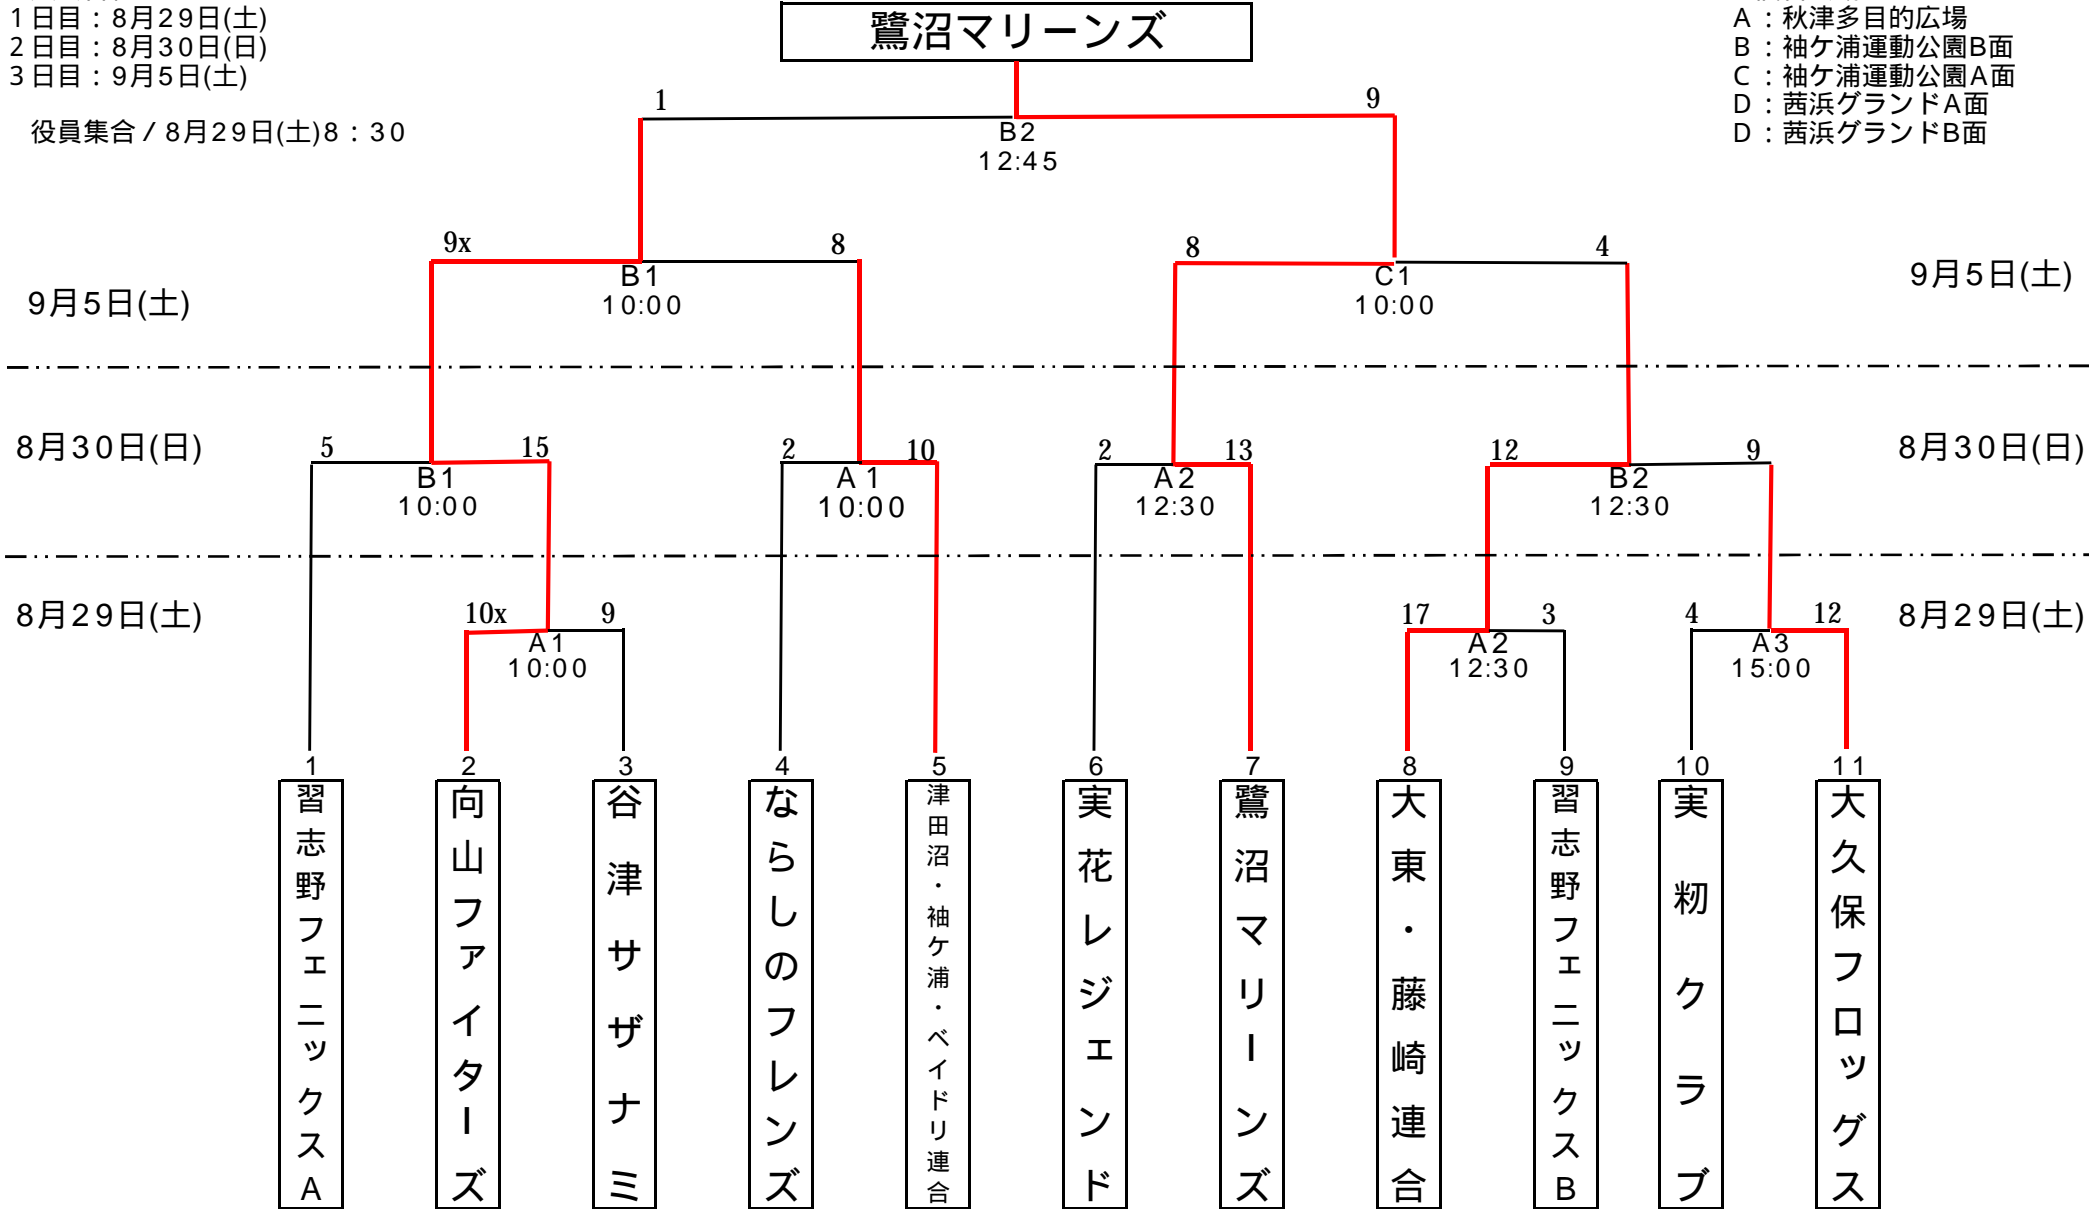 1日目：8月29日(土)
2日目：8月30日(日)
3日目：9月5日(土)
役員集合 / 8月29日(土)8：30
鷺沼マリーンズ
A：秋津多目的広場
B：袖ケ浦運動公園B面
C：袖ケ浦運動公園A面
D：茜浜グランドA面
D：茜浜グランドB面
1
9
B2
12:45
9x
8
8
4
B1
10:00
C1
10:00
9月5日(土)
9月5日(土)
8月30日(日)
8月30日(日)
5
15
2
10
2
13
12
9
B1
10:00
A1
10:00
A2
12:30
B2
12:30
8月29日(土)
8月29日(土)
10x
9
17
3
4
12
A1
10:00
A2
12:30
A3
15:00
1
2
3
4
5
6
7
8
9
10
11
習志野フェニックスA
向山ファイターズ
谷津サザナミ
ならしのフレンズ
津田沼・袖ケ浦・ベイドリ連合
実花レジェンド
鷺沼マリーンズ
大東・藤崎連合
習志野フェニックスB
実籾クラブ
大久保フロッグス